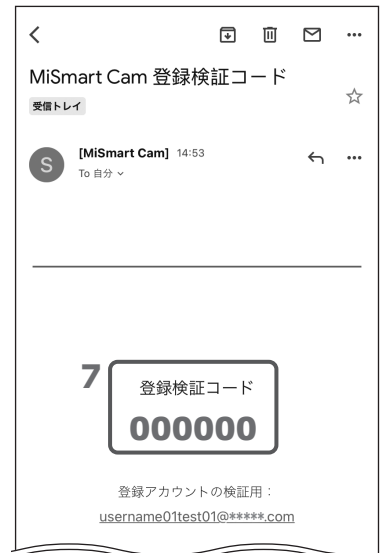 MiSmart Cam 登録検証コード
受信トレイ
S
[MiSmart Cam] 14:53
To 自分
7
登録検証コード
000000
登録アカウントの検証用：
username01test01@*****.com